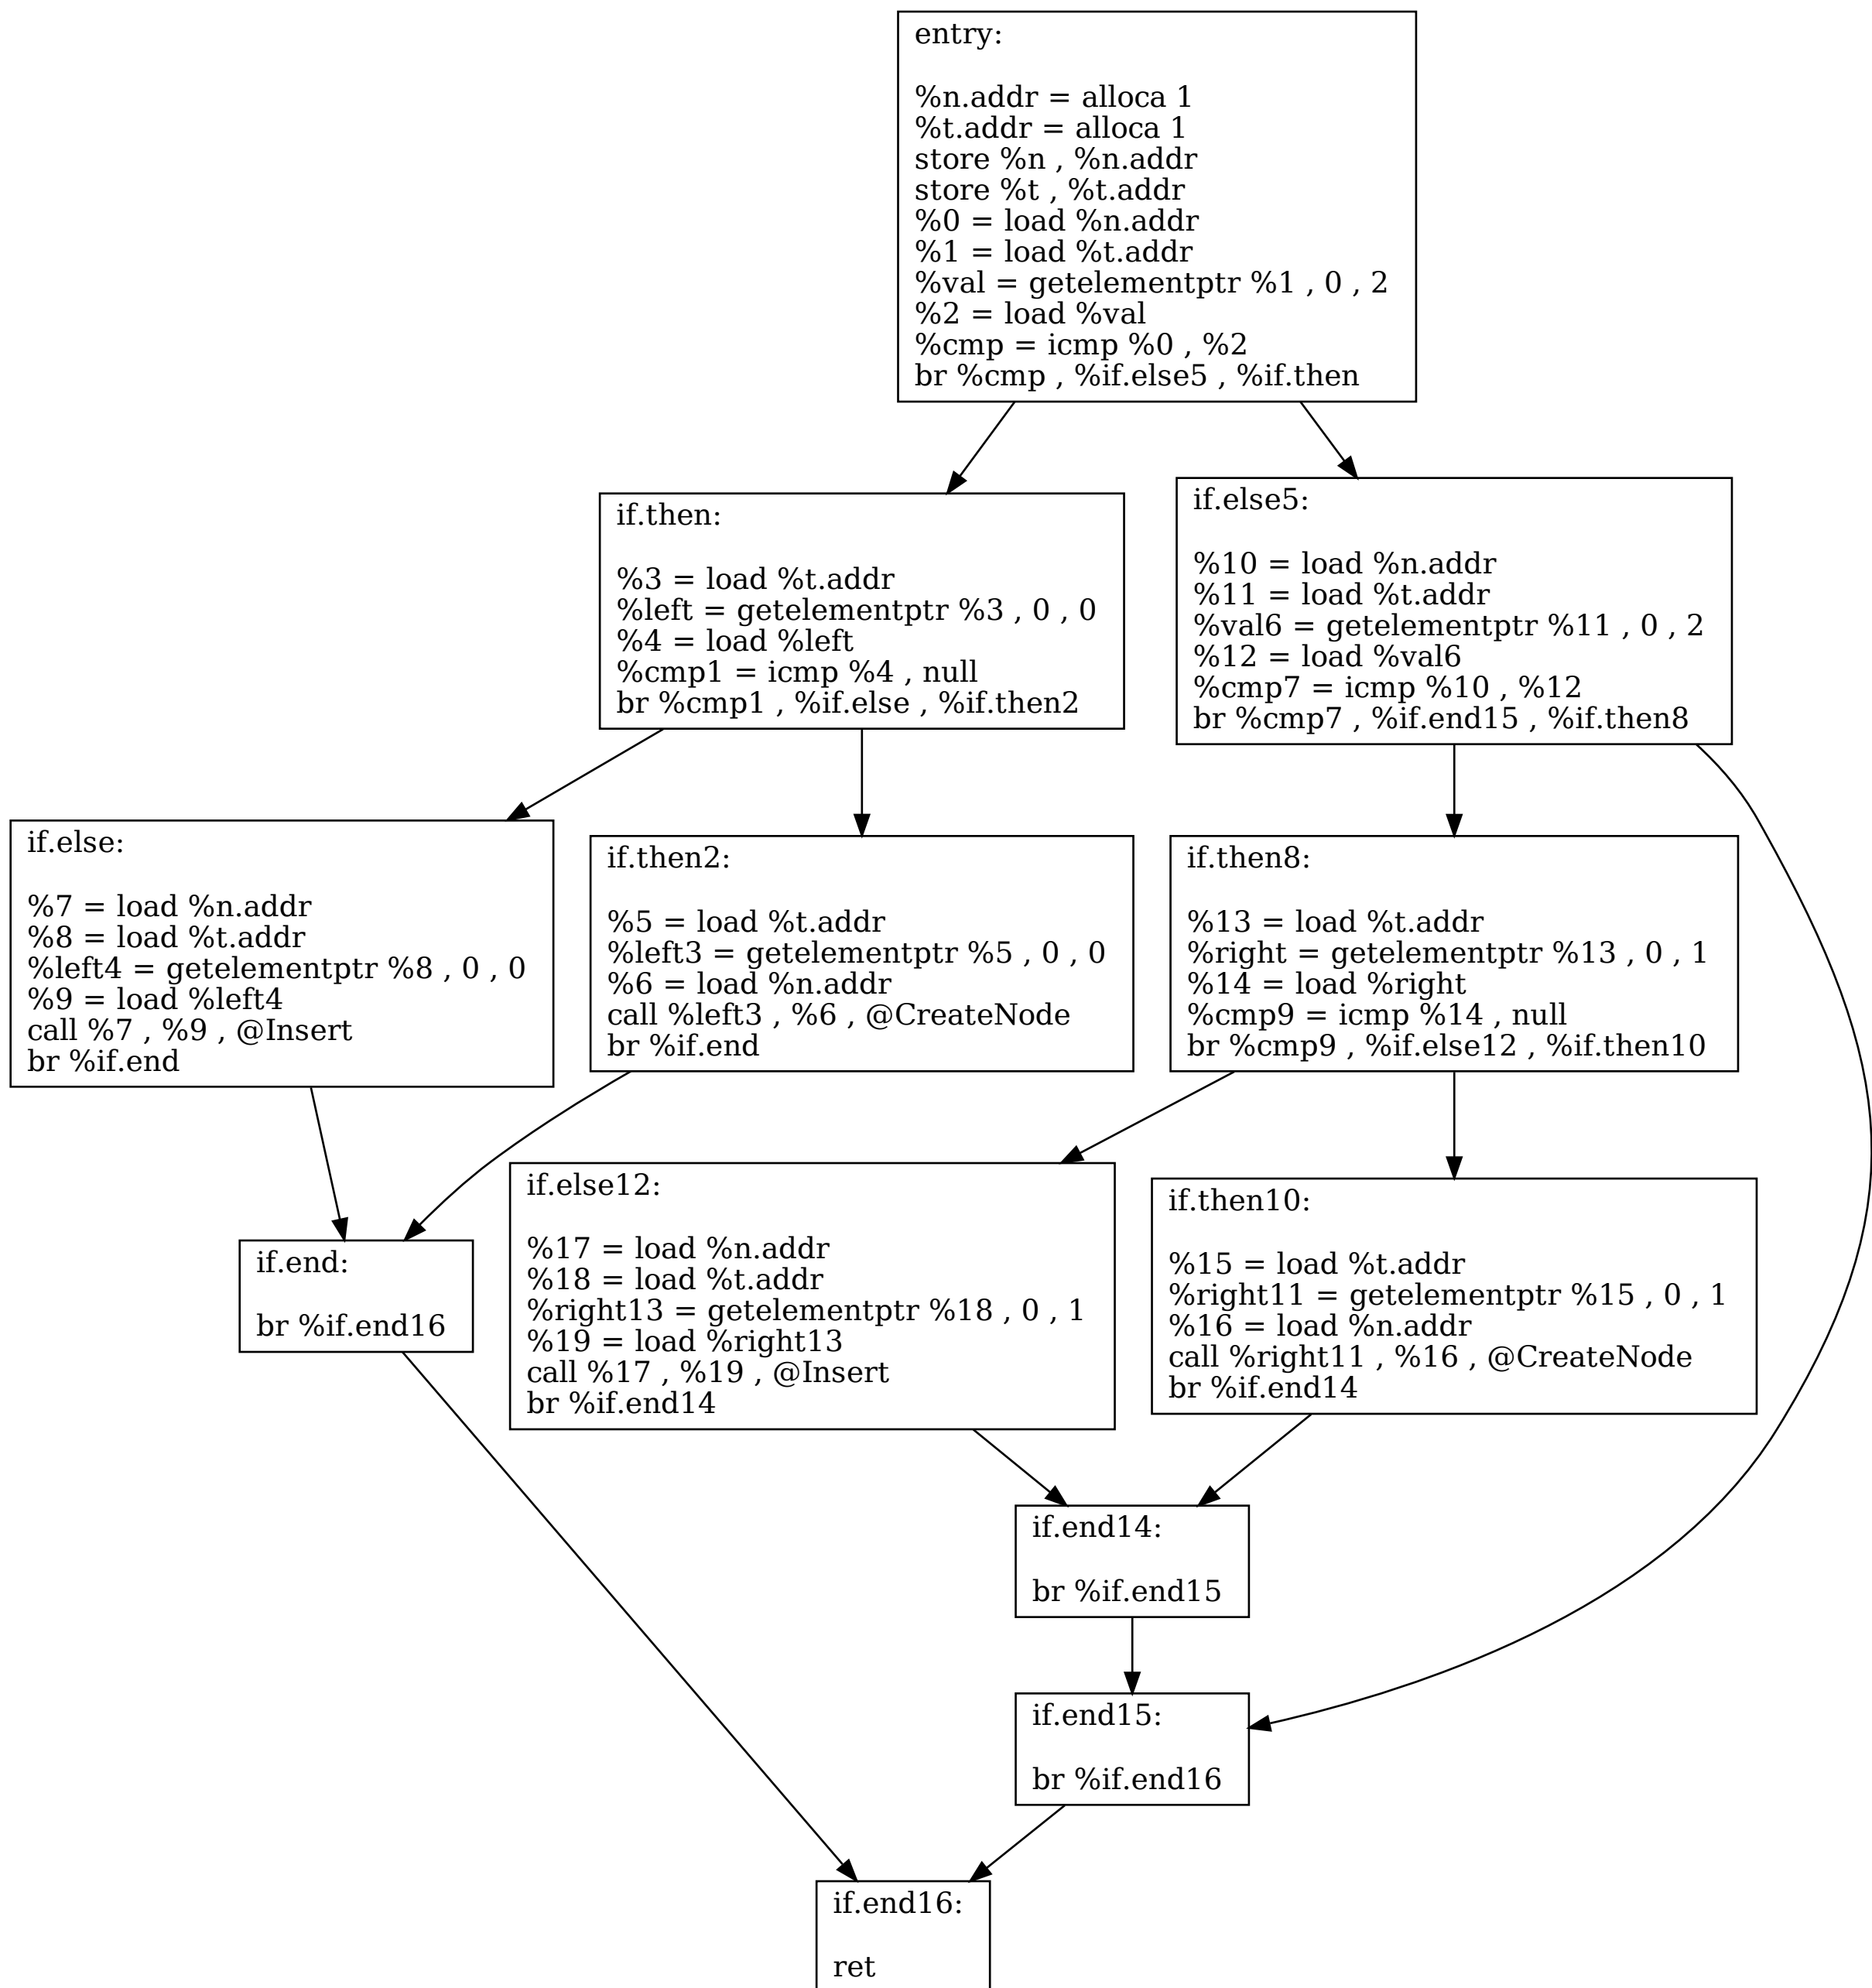 entry:
%n.addr = alloca 1
%t.addr = alloca 1
store %n , %n.addr
store %t , %t.addr
%0 = load %n.addr
%1 = load %t.addr
%val = getelementptr %1 , 0 , 2
%2 = load %val
%cmp = icmp %0 , %2
br %cmp , %if.else5 , %if.then
if.then:
%3 = load %t.addr
%left = getelementptr %3 , 0 , 0
%4 = load %left
%cmp1 = icmp %4 , null
br %cmp1 , %if.else , %if.then2
if.else5:
%10 = load %n.addr
%11 = load %t.addr
%val6 = getelementptr %11 , 0 , 2
%12 = load %val6
%cmp7 = icmp %10 , %12
br %cmp7 , %if.end15 , %if.then8
if.else:
%7 = load %n.addr
%8 = load %t.addr
%left4 = getelementptr %8 , 0 , 0
%9 = load %left4
call %7 , %9 , @Insert
br %if.end
if.then2:
%5 = load %t.addr
%left3 = getelementptr %5 , 0 , 0
%6 = load %n.addr
call %left3 , %6 , @CreateNode
br %if.end
if.then8:
%13 = load %t.addr
%right = getelementptr %13 , 0 , 1
%14 = load %right
%cmp9 = icmp %14 , null
br %cmp9 , %if.else12 , %if.then10
if.end:
br %if.end16
if.else12:
%17 = load %n.addr
%18 = load %t.addr
%right13 = getelementptr %18 , 0 , 1
%19 = load %right13
call %17 , %19 , @Insert
br %if.end14
if.then10:
%15 = load %t.addr
%right11 = getelementptr %15 , 0 , 1
%16 = load %n.addr
call %right11 , %16 , @CreateNode
br %if.end14
if.end14:
br %if.end15
if.end15:
br %if.end16
if.end16:
ret